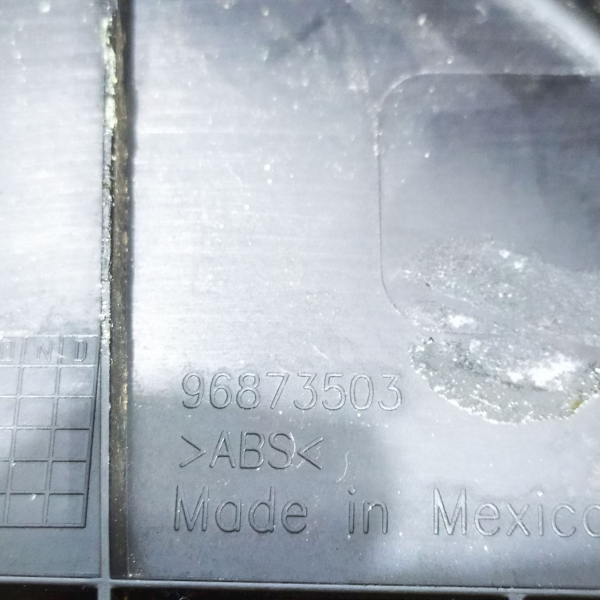 O N D
96873503
>ABS<
Made in Mexico